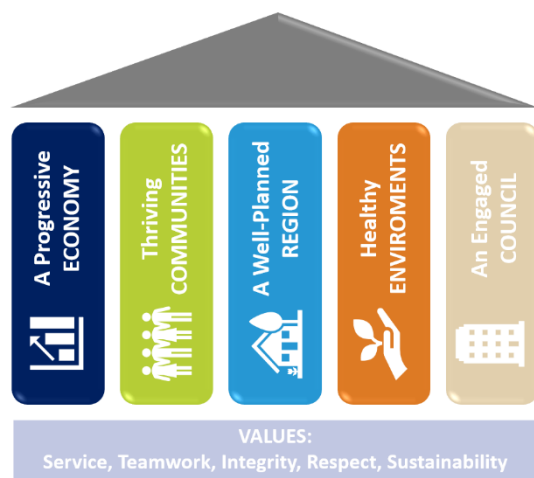 A Progressive
ECONOMY
Thriving
COMMUNITIES
A Well-Planned
REGION
Healthy
ENVIROMENTS
An Engaged
COUNCIL
VALUES:
Service, Teamwork, Integrity, Respect, Sustainability